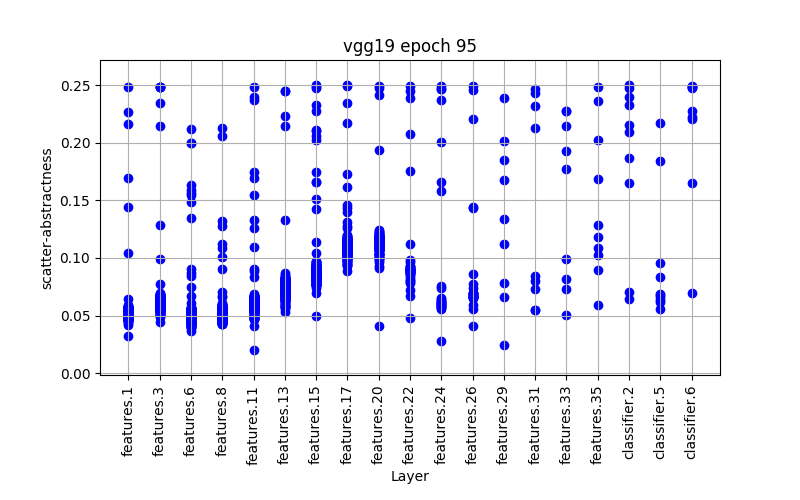 vgg19 epoch 95
scatter-abstractness
0.25
0.20
0.15
0.10
0.05
0.00
features.1
features.3
features.6
features.8
features.11
features.13
features.15
features.17
features.20
features.22
features.24
features.26
features.29
features.31
features.33
features.35
classifier.2
classifier.5
classifier.6
Layer